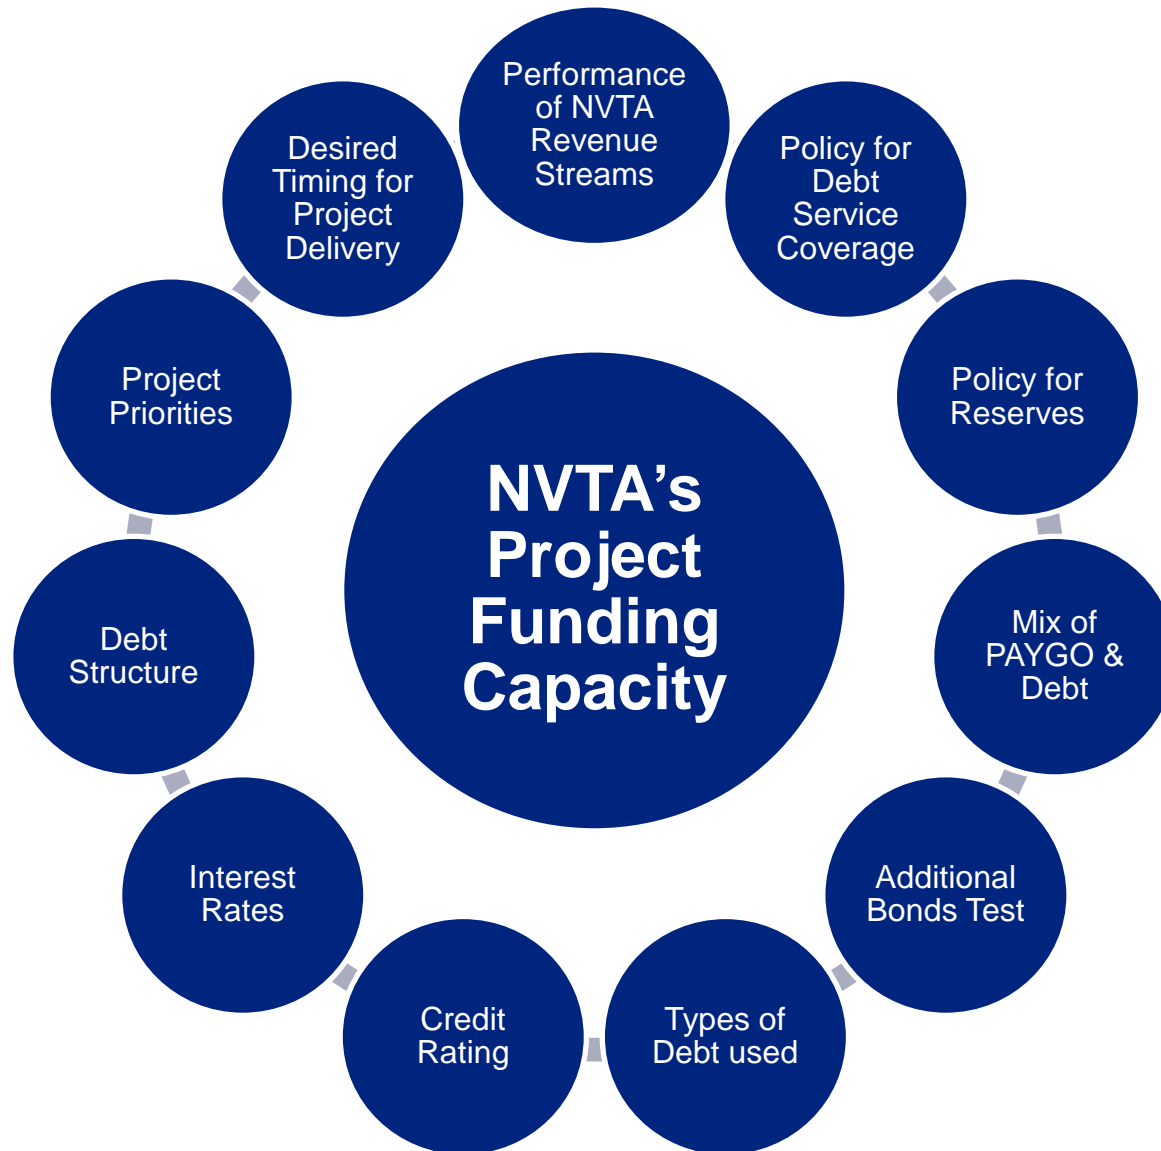 Performance
of NVTA
Revenue
Streams
Policy for
Debt
Service
Coverage
Policy for
Reserves
Mix of
PAYGO &
Debt
Additional
Bonds Test
Types of
Debt used
Credit
Rating
Interest
Rates
Debt
Structure
Project
Priorities
Desired
Timing for
Project
Delivery
NVTA’s
Project
Funding
Capacity